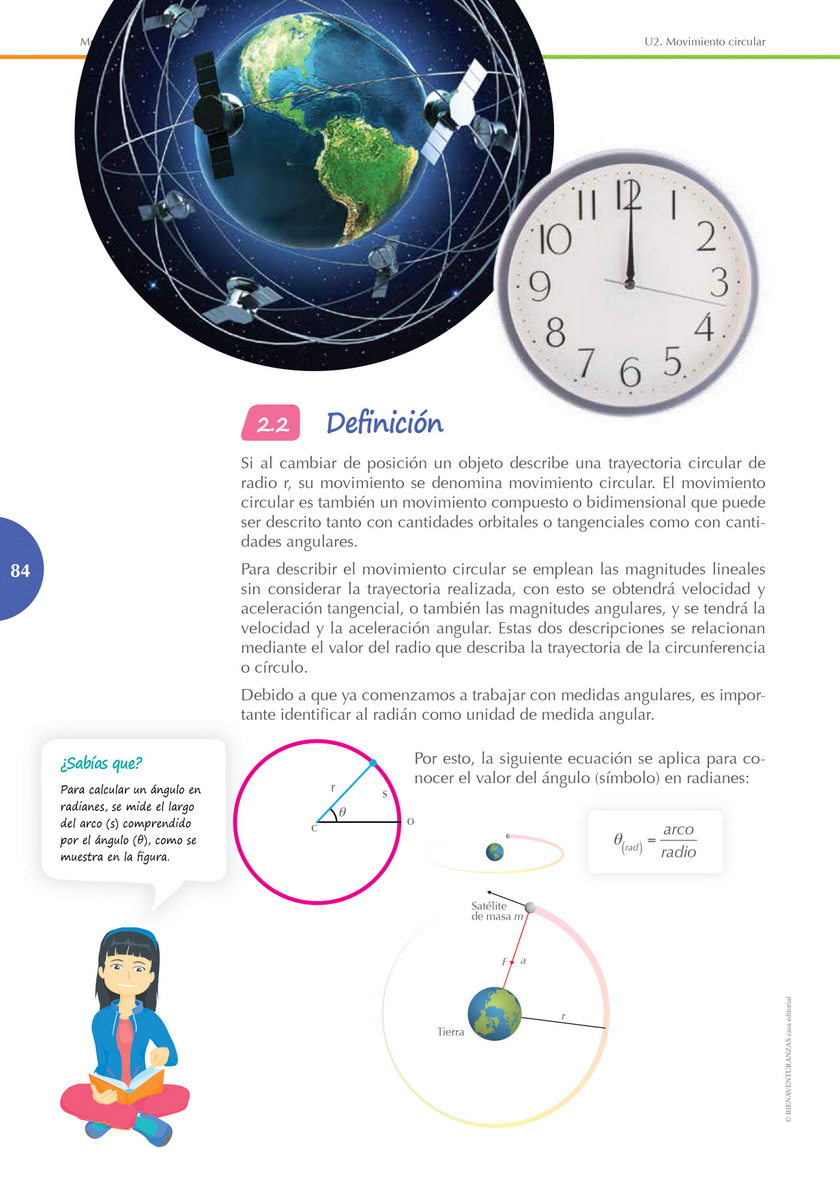 U2. Movimiento circular
12
1
2
3
4
5
6
7
8
9
10
11
2.2 Definición
Si al cambiar de posición un objeto describe una trayectoria circular de
radio r, su movimiento se denomina movimiento circular. El movimiento
circular es también un movimiento compuesto o bidimensional que puede
ser descrito tanto con cantidades orbitales o tangenciales como con canti-
dades angulares.
84
Para describir el movimiento circular se emplean las magnitudes lineales
sin considerar la trayectoria realizada, con esto se obtendrá velocidad y
aceleración tangencial, o también las magnitudes angulares, y se tendrá la
velocidad y la aceleración angular. Estas dos descripciones se relacionan
mediante el valor del radio que describa la trayectoria de la circunferencia
o círculo.
Debido a que ya comenzamos a trabajar con medidas angulares, es impor-
tante identificar al radián como unidad de medida angular.
¿Sabías que?
Para calcular un ángulo en
radianes, se mide el largo
del arco (s) comprendido
por el ángulo (θ), como se
muestra en la figura.
r
s
θ
C
O
Por esto, la siguiente ecuación se aplica para co-
nocer el valor del ángulo (símbolo) en radianes:
θ(rad) = arco
radio
Satélite
de masa m
F a
r
Tierra
© BIENAVENTURANZAS casa editorial